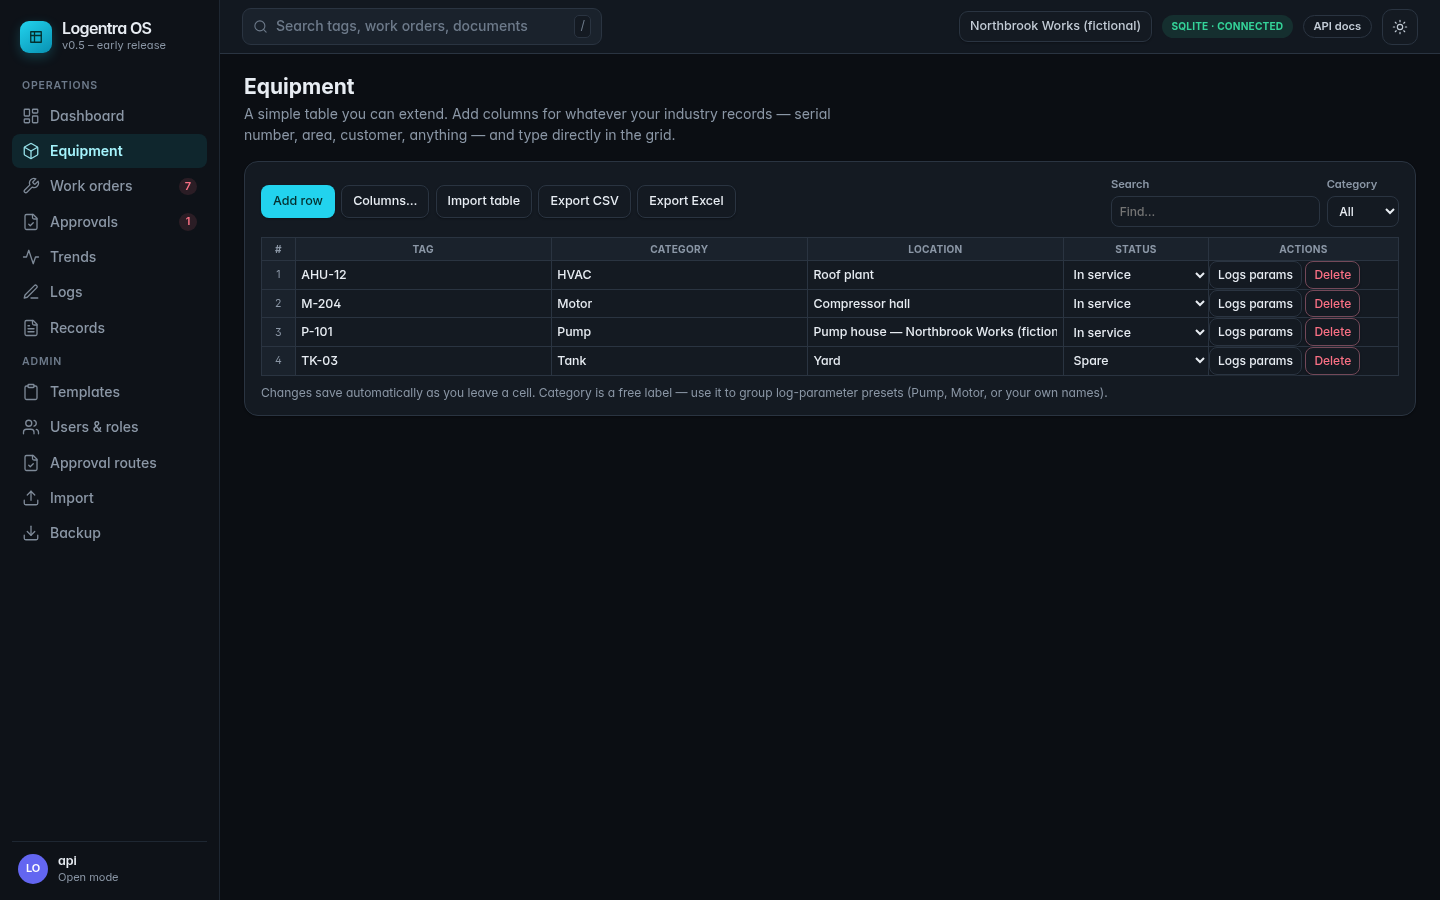 Logentra OS
v0.5 – early release
Search tags, work orders, documents
/
Northbrook Works (fictional)
SQLITE · CONNECTED
API docs
OPERATIONS
Dashboard
Equipment
Work orders
7
Approvals
1
Trends
Logs
Records
ADMIN
Templates
Users & roles
Approval routes
Import
Backup
LO
api
Open mode
Equipment
A simple table you can extend. Add columns for whatever your industry records — serial
number, area, customer, anything — and type directly in the grid.
Add row
Columns...
Import table
Export CSV
Export Excel
Search
Find...
Category
All
# TAG CATEGORY LOCATION STATUS ACTIONS
1 AHU-12 HVAC Roof plant In service Logs params Delete
2 M-204 Motor Compressor hall In service Logs params Delete
3 P-101 Pump Pump house — Northbrook Works (fiction In service Logs params Delete
4 TK-03 Tank Yard Spare Logs params Delete
Changes save automatically as you leave a cell. Category is a free label — use it to group log-parameter presets (Pump, Motor, or your own names).